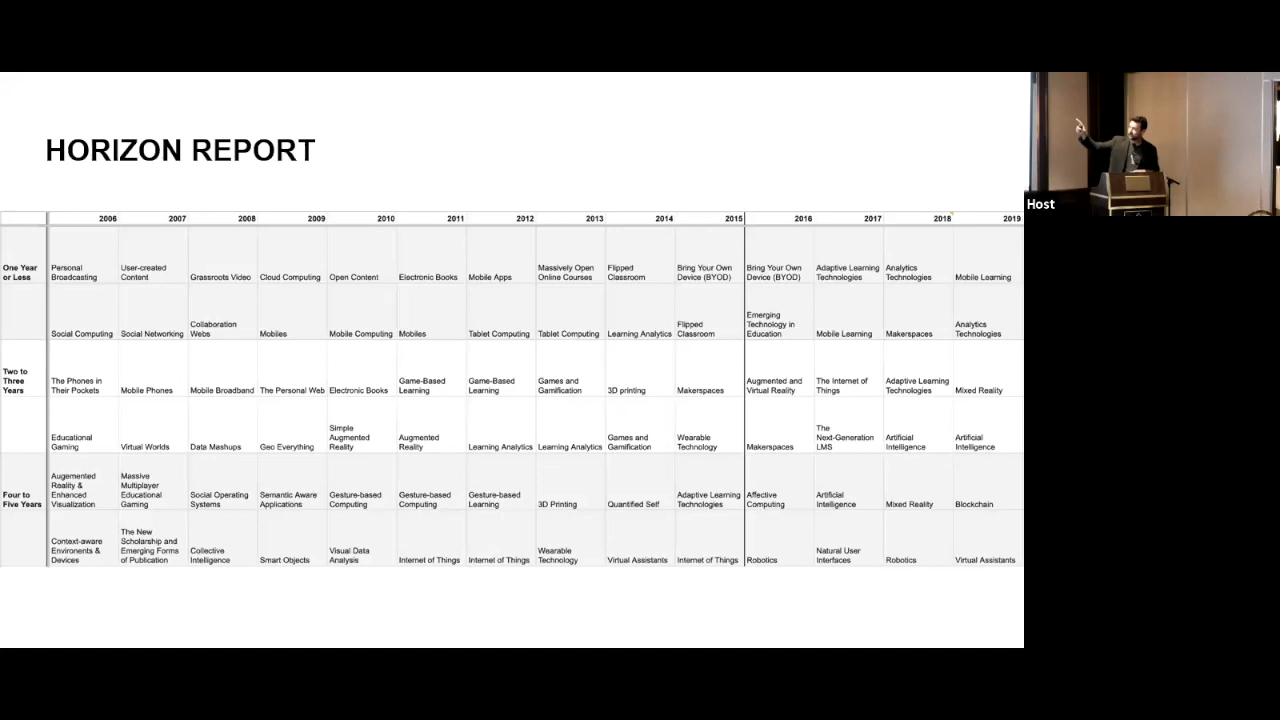 HORIZON REPORT
2006 2007 2008 2009 2010 2011 2012 2013 2014 2015 2016 2017 2018 2019
One Year or Less Personal Broadcasting User-created Content Grassroots Video Cloud Computing Open Content Electronic Books Mobile Apps Massively Open Online Courses Flipped Classroom Bring Your Own Device (BYOD) Bring Your Own Device (BYOD) Adaptive Learning Technologies Analytics Technologies Mobile Learning
Social Computing Social Networking Collaboration Webs Mobiles Mobile Computing Mobiles Tablet Computing Tablet Computing Learning Analytics Flipped Classroom Emerging Technology in Education Mobile Learning Makerspaces Analytics Technologies
Two to Three Years The Phones in Their Pockets Mobile Phones Mobile Broadband The Personal Web Electronic Books Game-Based Learning Game-Based Learning Games and Gamification 3D printing Makerspaces Augmented and Virtual Reality The Internet of Things Adaptive Learning Technologies Mixed Reality
Educational Gaming Virtual Worlds Data Mashups Geo Everything Simple Augmented Reality Augmented Reality Learning Analytics Learning Analytics Games and Gamification Wearable Technology Makerspaces The Next-Generation LMS Artificial Intelligence Artificial Intelligence
Four to Five Years Augmented Reality & Enhanced Visualization Massive Multiplayer Educational Gaming Social Operating Systems Semantic Aware Applications Gesture-based Computing Gesture-based Computing Gesture-based Learning 3D Printing Quantified Self Adaptive Learning Technologies Affective Computing Artificial Intelligence Mixed Reality Blockchain
Context-aware Environents & Devices The New Scholarship and Emerging Forms of Publication Collective Intelligence Smart Objects Visual Data Analysis Internet of Things Internet of Things Wearable Technology Virtual Assistants Internet of Things Robotics Natural User Interfaces Robotics Virtual Assistants
Host